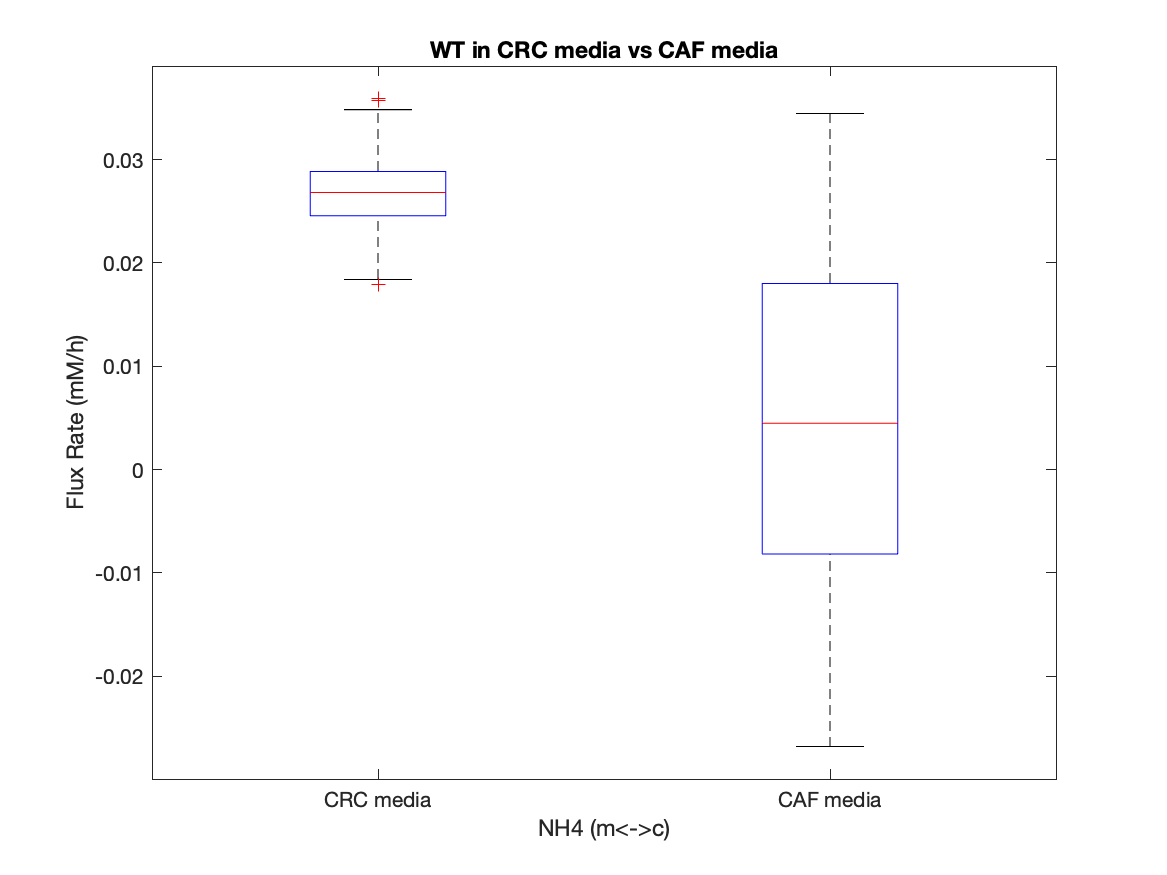 WT in CRC media vs CAF media
Flux Rate (mM/h)
0.03
0.02
0.01
0
-0.01
-0.02
CRC media
CAF media
NH4 (m<->c)